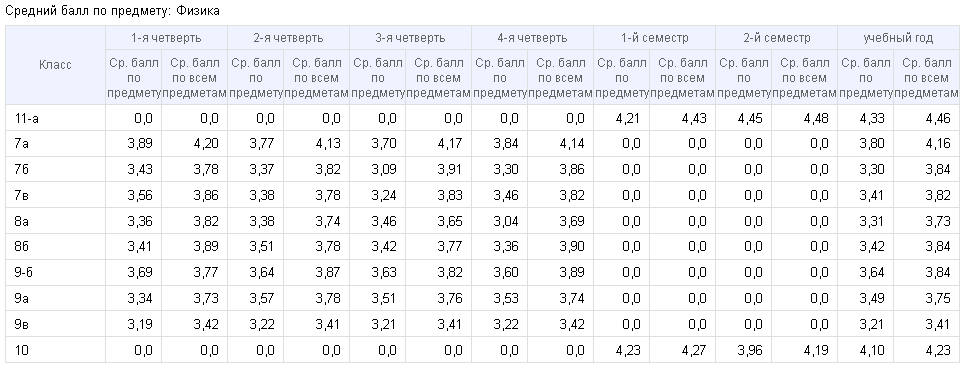 Средний балл по предмету: Физика
Класс 1-я четверть 2-я четверть 3-я четверть 4-я четверть 1-й семестр 2-й семестр учебный год
Ср. балл по предмету Ср. балл по всем предметам Ср. балл по предмету Ср. балл по всем предметам Ср. балл по предмету Ср. балл по всем предметам Ср. балл по предмету Ср. балл по всем предметам Ср. балл по предмету Ср. балл по всем предметам Ср. балл по предмету Ср. балл по всем предметам Ср. балл по предмету Ср. балл по всем предметам
11-а 0,0 0,0 0,0 0,0 0,0 0,0 0,0 0,0 4,21 4,43 4,45 4,48 4,33 4,46
7а 3,89 4,20 3,77 4,13 3,70 4,17 3,84 4,14 0,0 0,0 0,0 0,0 3,80 4,16
7б 3,43 3,78 3,37 3,82 3,09 3,91 3,30 3,86 0,0 0,0 0,0 0,0 3,30 3,84
7в 3,56 3,86 3,38 3,78 3,24 3,83 3,46 3,82 0,0 0,0 0,0 0,0 3,41 3,82
8а 3,36 3,82 3,38 3,74 3,46 3,65 3,04 3,69 0,0 0,0 0,0 0,0 3,31 3,73
8б 3,41 3,89 3,51 3,78 3,42 3,77 3,36 3,90 0,0 0,0 0,0 0,0 3,42 3,84
9-б 3,69 3,77 3,64 3,87 3,63 3,82 3,60 3,89 0,0 0,0 0,0 0,0 3,64 3,84
9а 3,34 3,73 3,57 3,78 3,51 3,76 3,53 3,74 0,0 0,0 0,0 0,0 3,49 3,75
9в 3,19 3,42 3,22 3,41 3,21 3,41 3,22 3,42 0,0 0,0 0,0 0,0 3,21 3,41
10 0,0 0,0 0,0 0,0 0,0 0,0 0,0 0,0 4,23 4,27 3,96 4,19 4,10 4,23